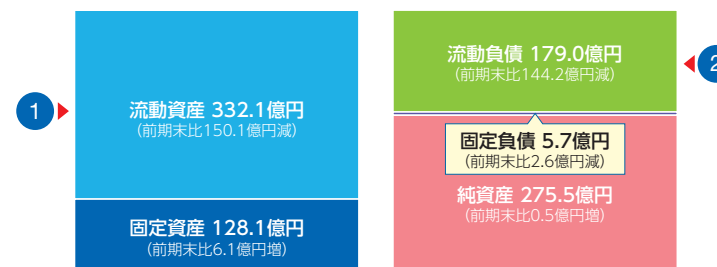 1
流動資産 332.1億円
(前期末比150.1億円減)
固定資産 128.1億円
(前期末比6.1億円増)
流動負債 179.0億円
(前期末比144.2億円減)
2
固定負債 5.7億円
(前期末比2.6億円減)
純資産 275.5億円
(前期末比0.5億円増)